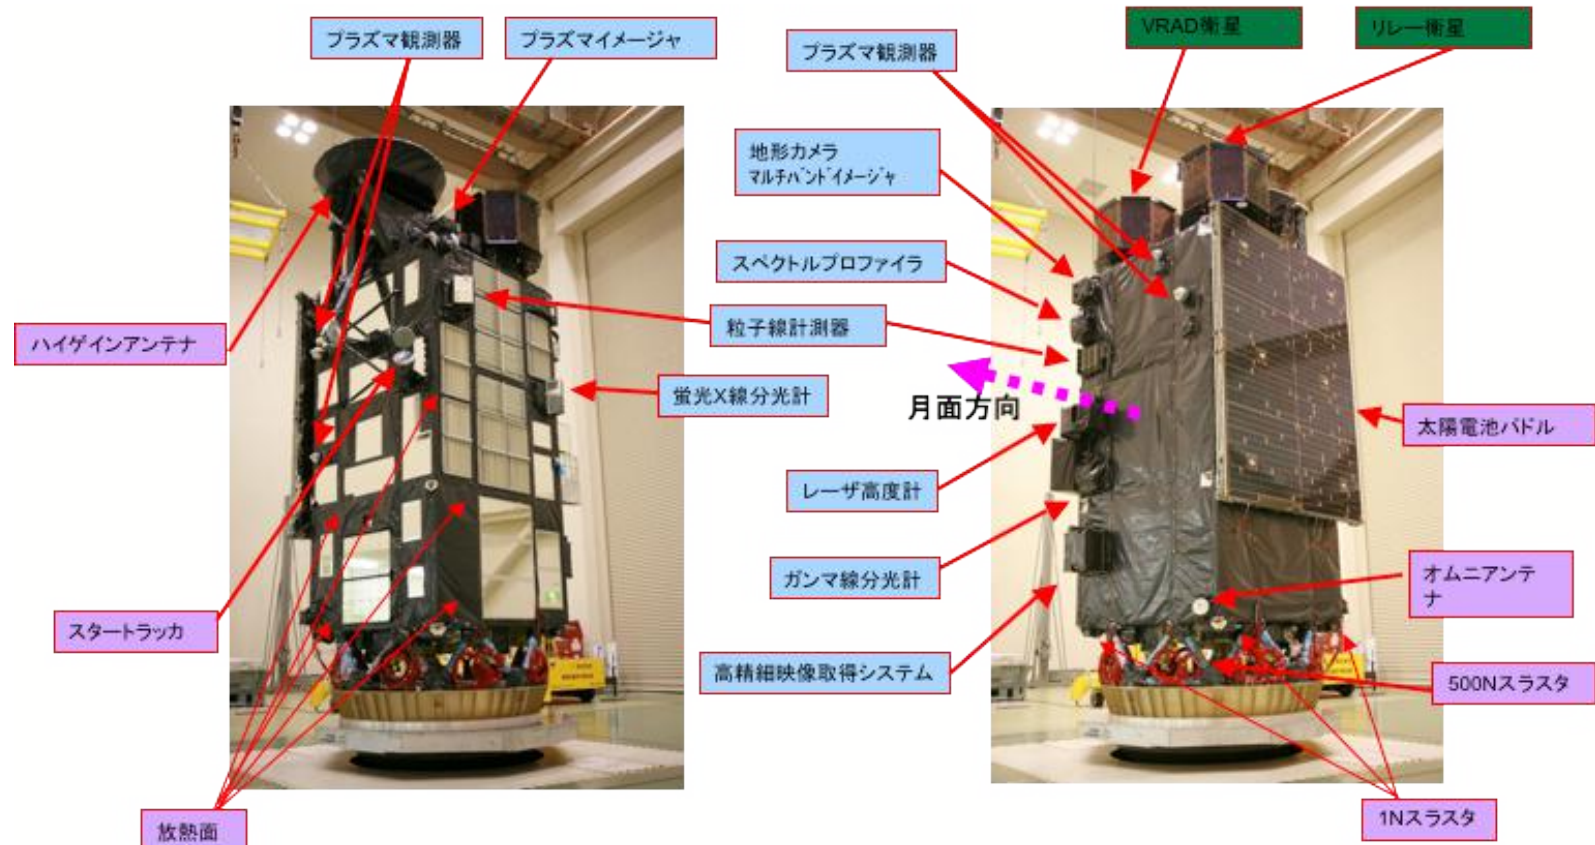 プラズマ観測器
プラズマイメージャ
プラズマ観測器
VRAD衛星
リレー衛星
地形カメラ
マルチバンドイメージャ
スペクトルプロファイラ
粒子線計測器
ハイゲインアンテナ
蛍光X線分光計
月面方向
太陽電池パドル
レーザ高度計
ガンマ線分光計
オムニアンテ
ナ
スタートラッカ
高精細映像取得システム
500Nスラスタ
放熱面
1Nスラスタ